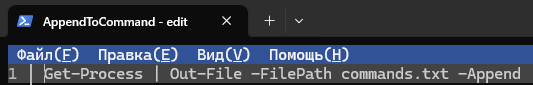 AppendToCommand - edit
Файл(F) Правка(E) Вид(V) Помощь(H)
1 Get-Process | Out-File -FilePath commands.txt -Append